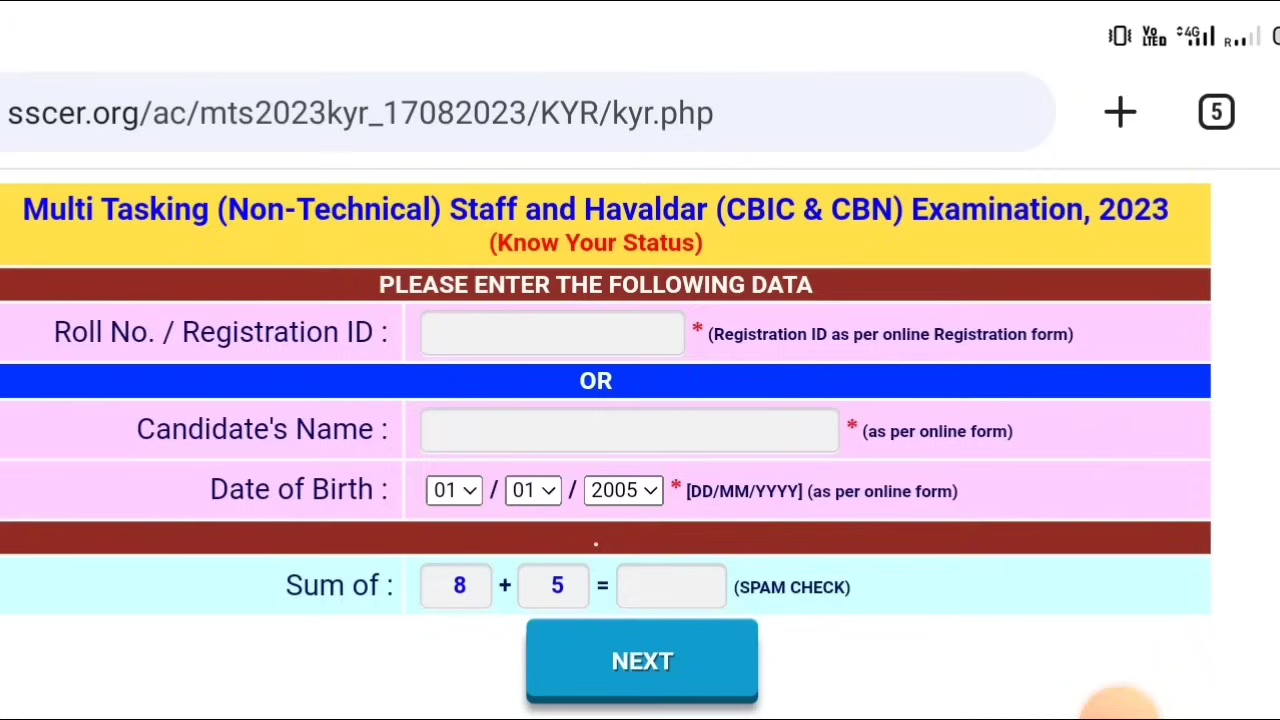 Vo LTED 4G R
sscer.org/ac/mts2023kyr_17082023/KYR/kyr.php + 5
Multi Tasking (Non-Technical) Staff and Havaldar (CBIC & CBN) Examination, 2023
(Know Your Status)
PLEASE ENTER THE FOLLOWING DATA
Roll No. / Registration ID : * (Registration ID as per online Registration form)
OR
Candidate's Name : * (as per online form)
Date of Birth : 01 / 01 / 2005 * [DD/MM/YYYY] (as per online form)
.
Sum of : 8 + 5 = (SPAM CHECK)
NEXT